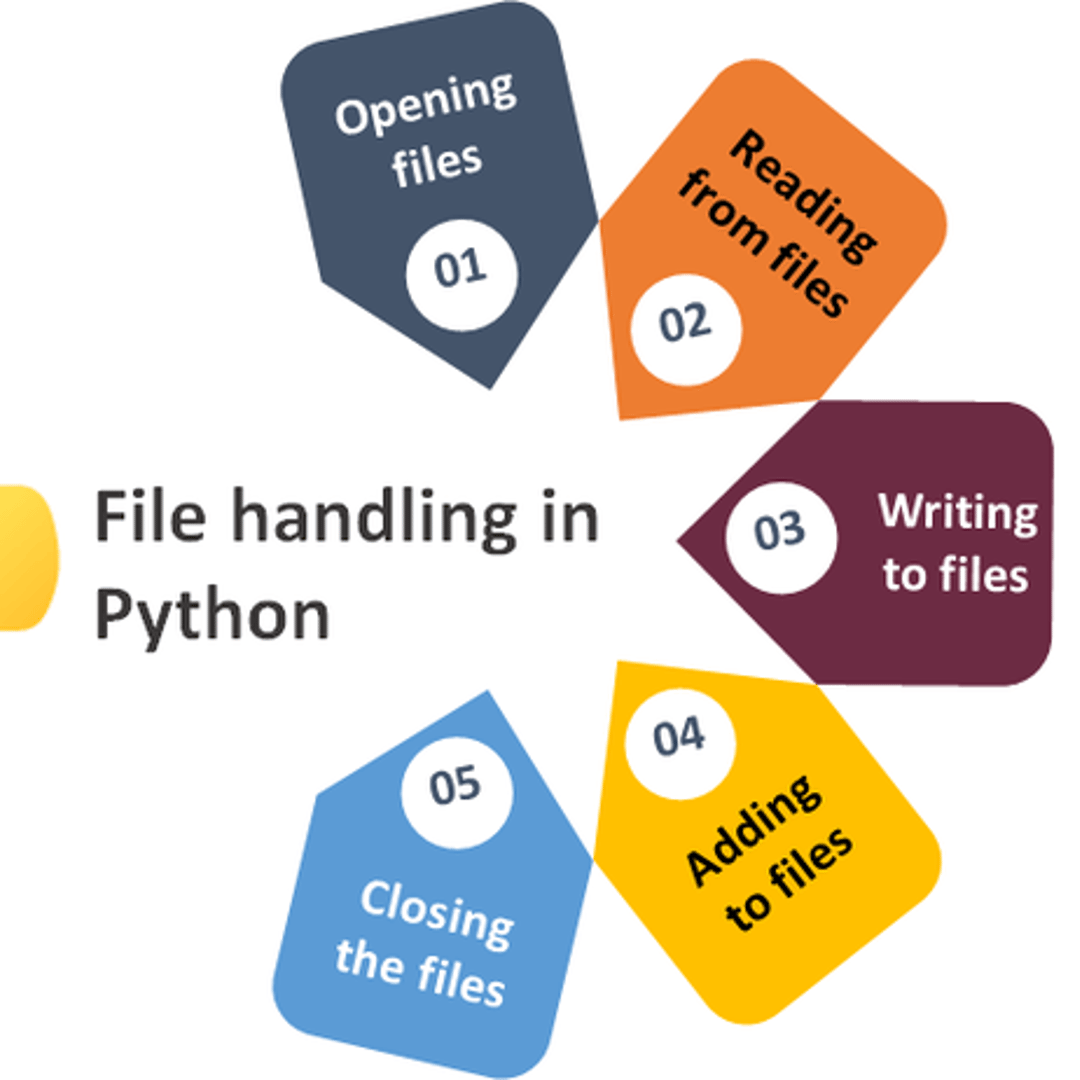 Opening
files
01
Reading
from files
02
03
Writing
to files
File handling in
Python
04
Adding
to files
05
Closing
the files